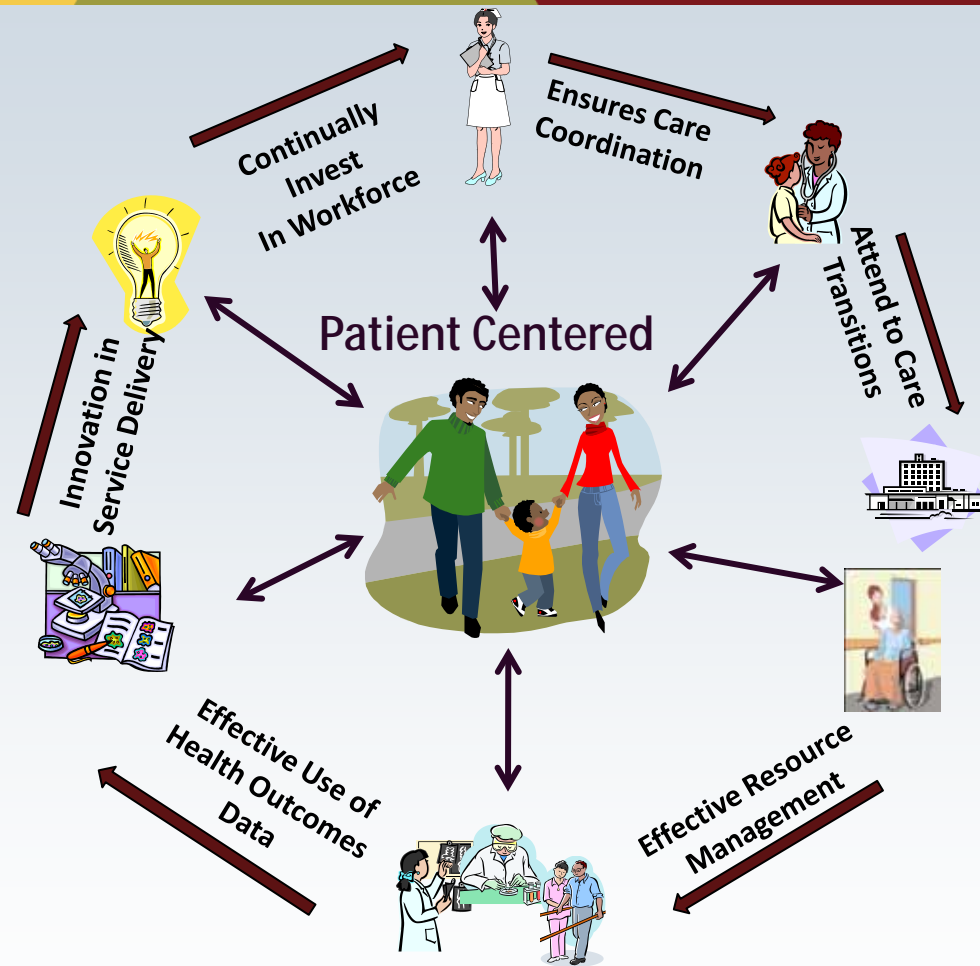 Continually
Invest
In Workforce
Ensures Care
Coordination
Attend to Care
Transitions
Patient Centered
Innovation in
Service Delivery
Effective Use of
Health Outcomes
Data
Effective Resource
Management